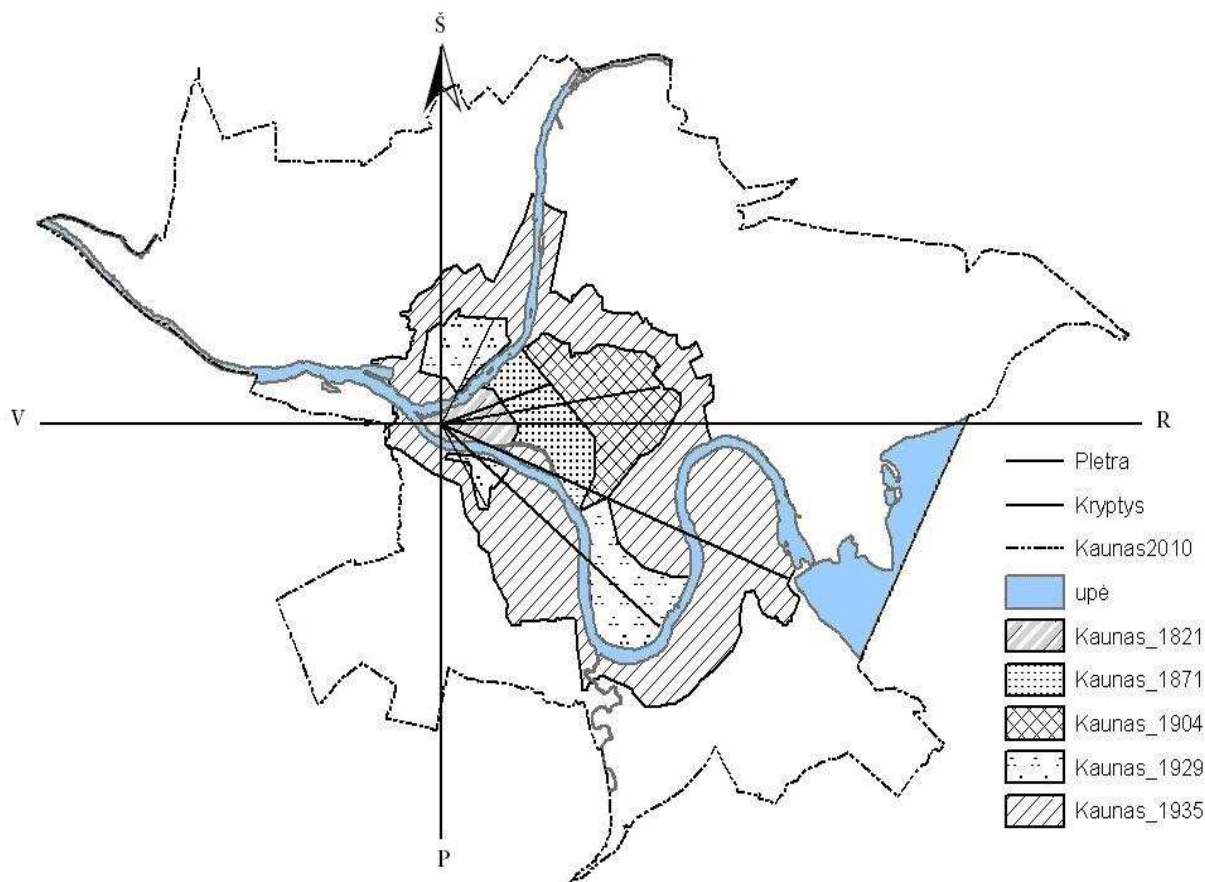 Š
V
R
P
Pletra
Kryptys
Kaunas2010
upė
Kaunas_1821
Kaunas_1871
Kaunas_1904
Kaunas_1929
Kaunas_1935